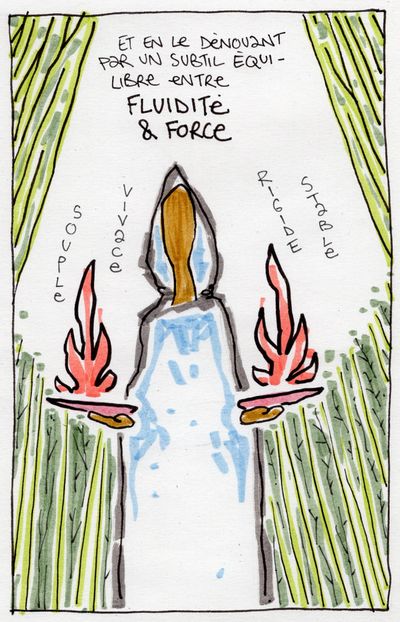 ET EN LE DÉNOUANT
PAR UN SUBTIL ÉQUI-
LIBRE ENTRE
FLUIDITÉ
& FORCE
SOUPLE
VIVACE
RIGIDE
STABLE